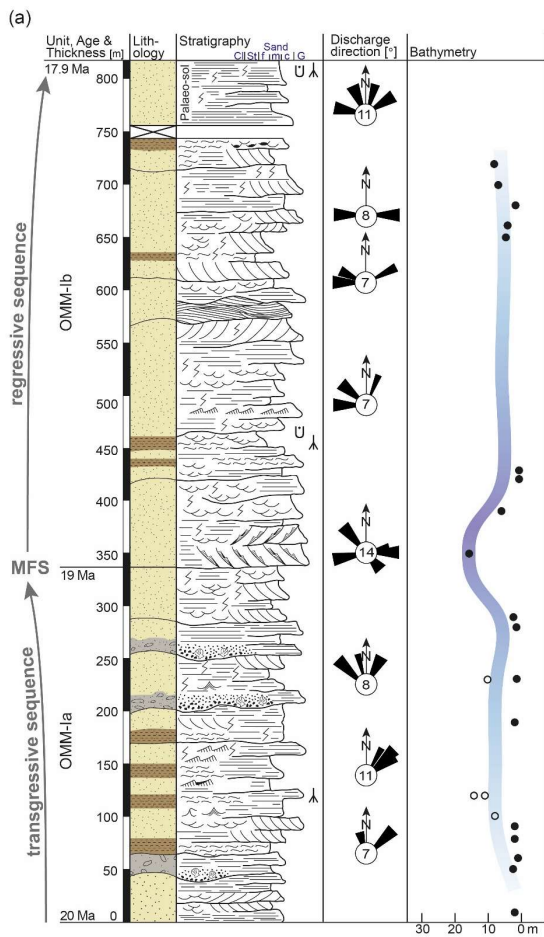 (a)
Unit, Age & Thickness [m]
Lith-ology
Stratigraphy
Sand
Cl|St|f | m | c | G
Discharge direction [°]
Bathymetry
17.9 Ma
800
750
700
650
600
550
500
450
400
350
19 Ma
300
250
200
150
100
50
20 Ma
0
regressive sequence
MFS
transgressive sequence
OMM-Ib
OMM-Ia
Palaeo-sol
N
11
N
8
N
7
N
7
N
14
N
8
N
11
N
7
30 20 10 0 m